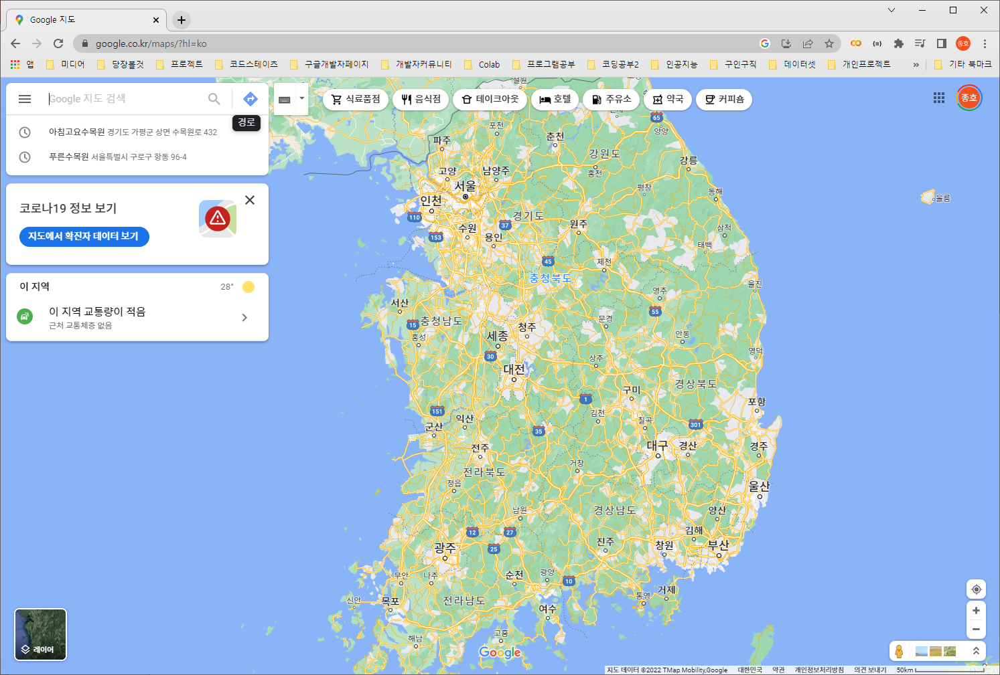 Google 지도
google.co.kr/maps/?hl=ko
종호
앱
미디어
당장볼것
프로젝트
코드스테이츠
구글개발자페이지
개발자커뮤니티
Colab
프로그램공부
코딩공부2
인공지능
구인구직
데이터셋
개인프로젝트
»
기타 북마크
Google 지도 검색
경로
식료품점
음식점
테이크아웃
호텔
주유소
약국
커피숍
종호
아침고요수목원 경기도 가평군 상면 수목원로 432
푸른수목원 서울특별시 구로구 항동 96-4
코로나19 정보 보기
지도에서 확진자 데이터 보기
이 지역
28°
이 지역 교통량이 적음
근처 교통체증 없음
철원
65
양양
포천
파주
춘천
강원도
강릉
고양
남양주
홍천
서울
평창
동해
울릉
인천
110
경기도
37
원주
수원
153
용인
삼척
태백
45
제천
충청북도
울진
영주
서산
55
15
충청남도
문경
청주
홍성
세종
안동
30
상주
영덕
대전
경상북도
구미
1
포항
151
김천
익산
칠곡
군산
35
301
전주
대구
경산
경주
거창
전라북도
정읍
울산
남원
경상남도
양산
12
27
김해
25
진주
광주
창원
부산
무안
나주
순천
광양
10
거제
통영
신안
목포
전라남도
여수
해남
고흥
Google
레이어
지도 데이터 ©2022 TMap Mobility,Google
대한민국
약관
개인정보처리방침
의견 보내기
50km